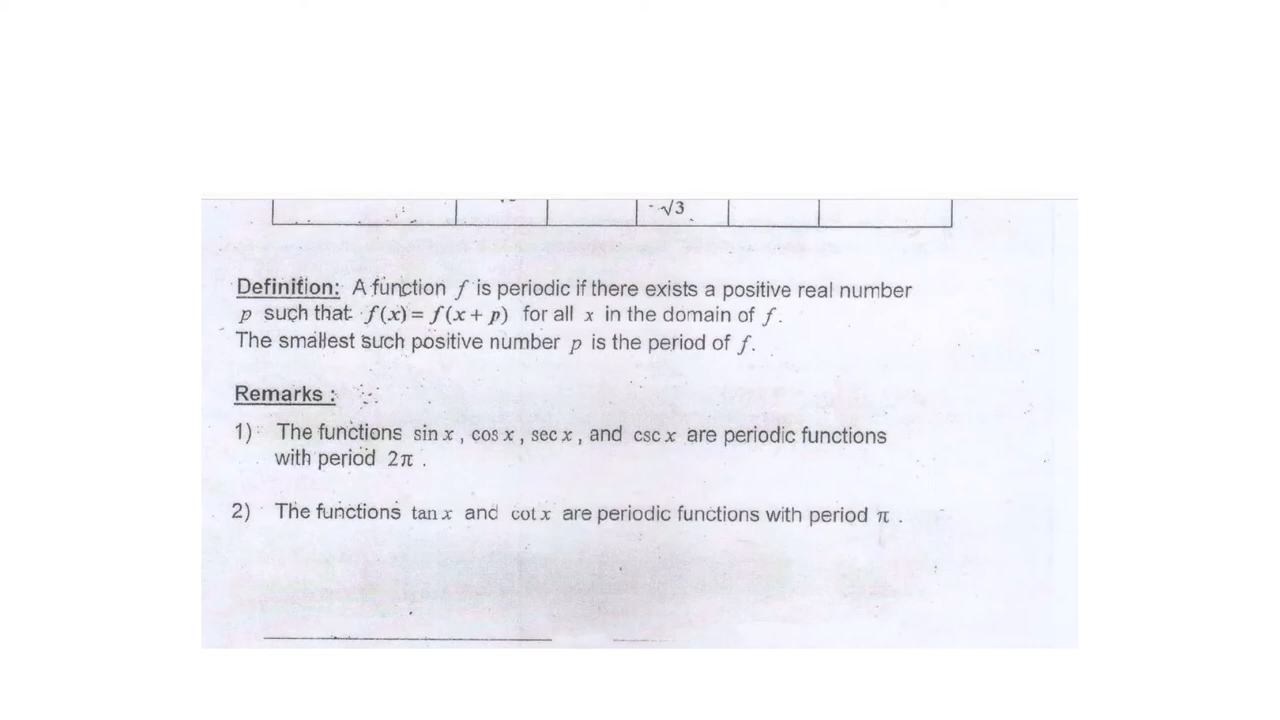 √3
Definition: A function f is periodic if there exists a positive real number
p such that f(x) = f(x + p) for all x in the domain of f.
The smallest such positive number p is the period of f.
Remarks :
1) The functions sin x , cos x , sec x , and csc x are periodic functions
with period 2π .
2) The functions tan x and cot x are periodic functions with period π .